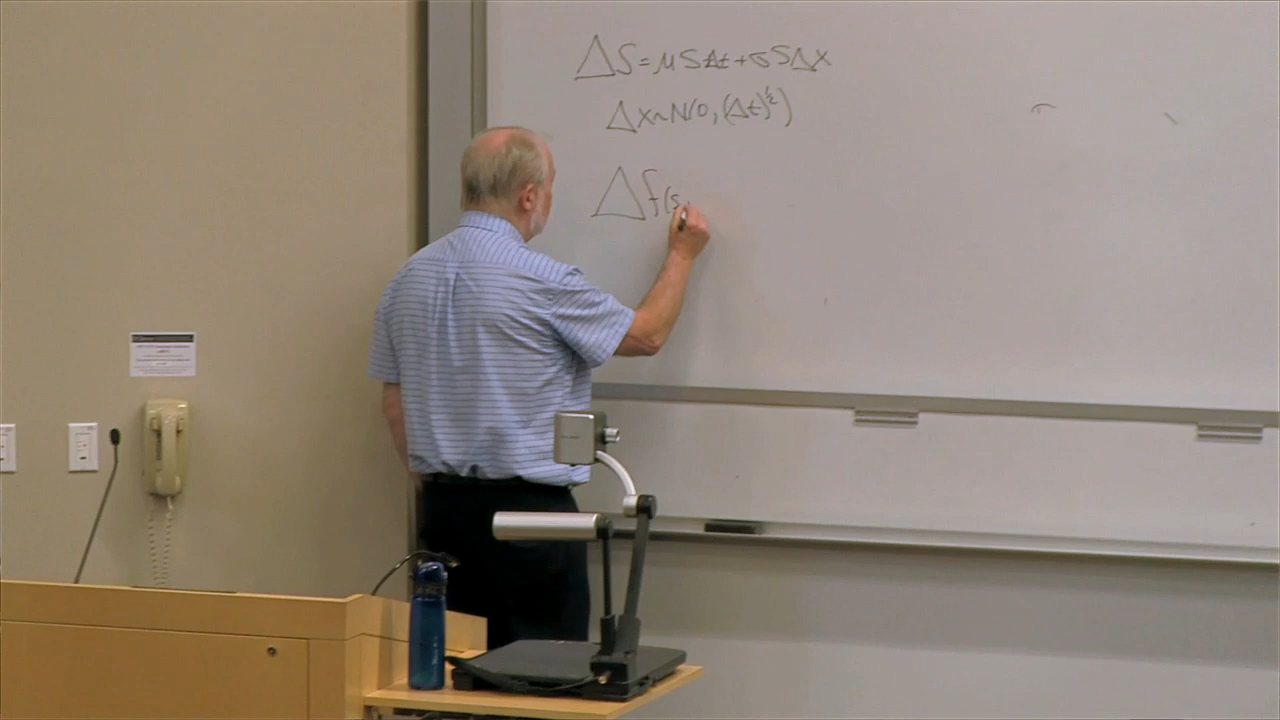 ΔS = μSΔt + σSΔX
ΔX ~ N(0, (Δt)^½)
Δf(S,